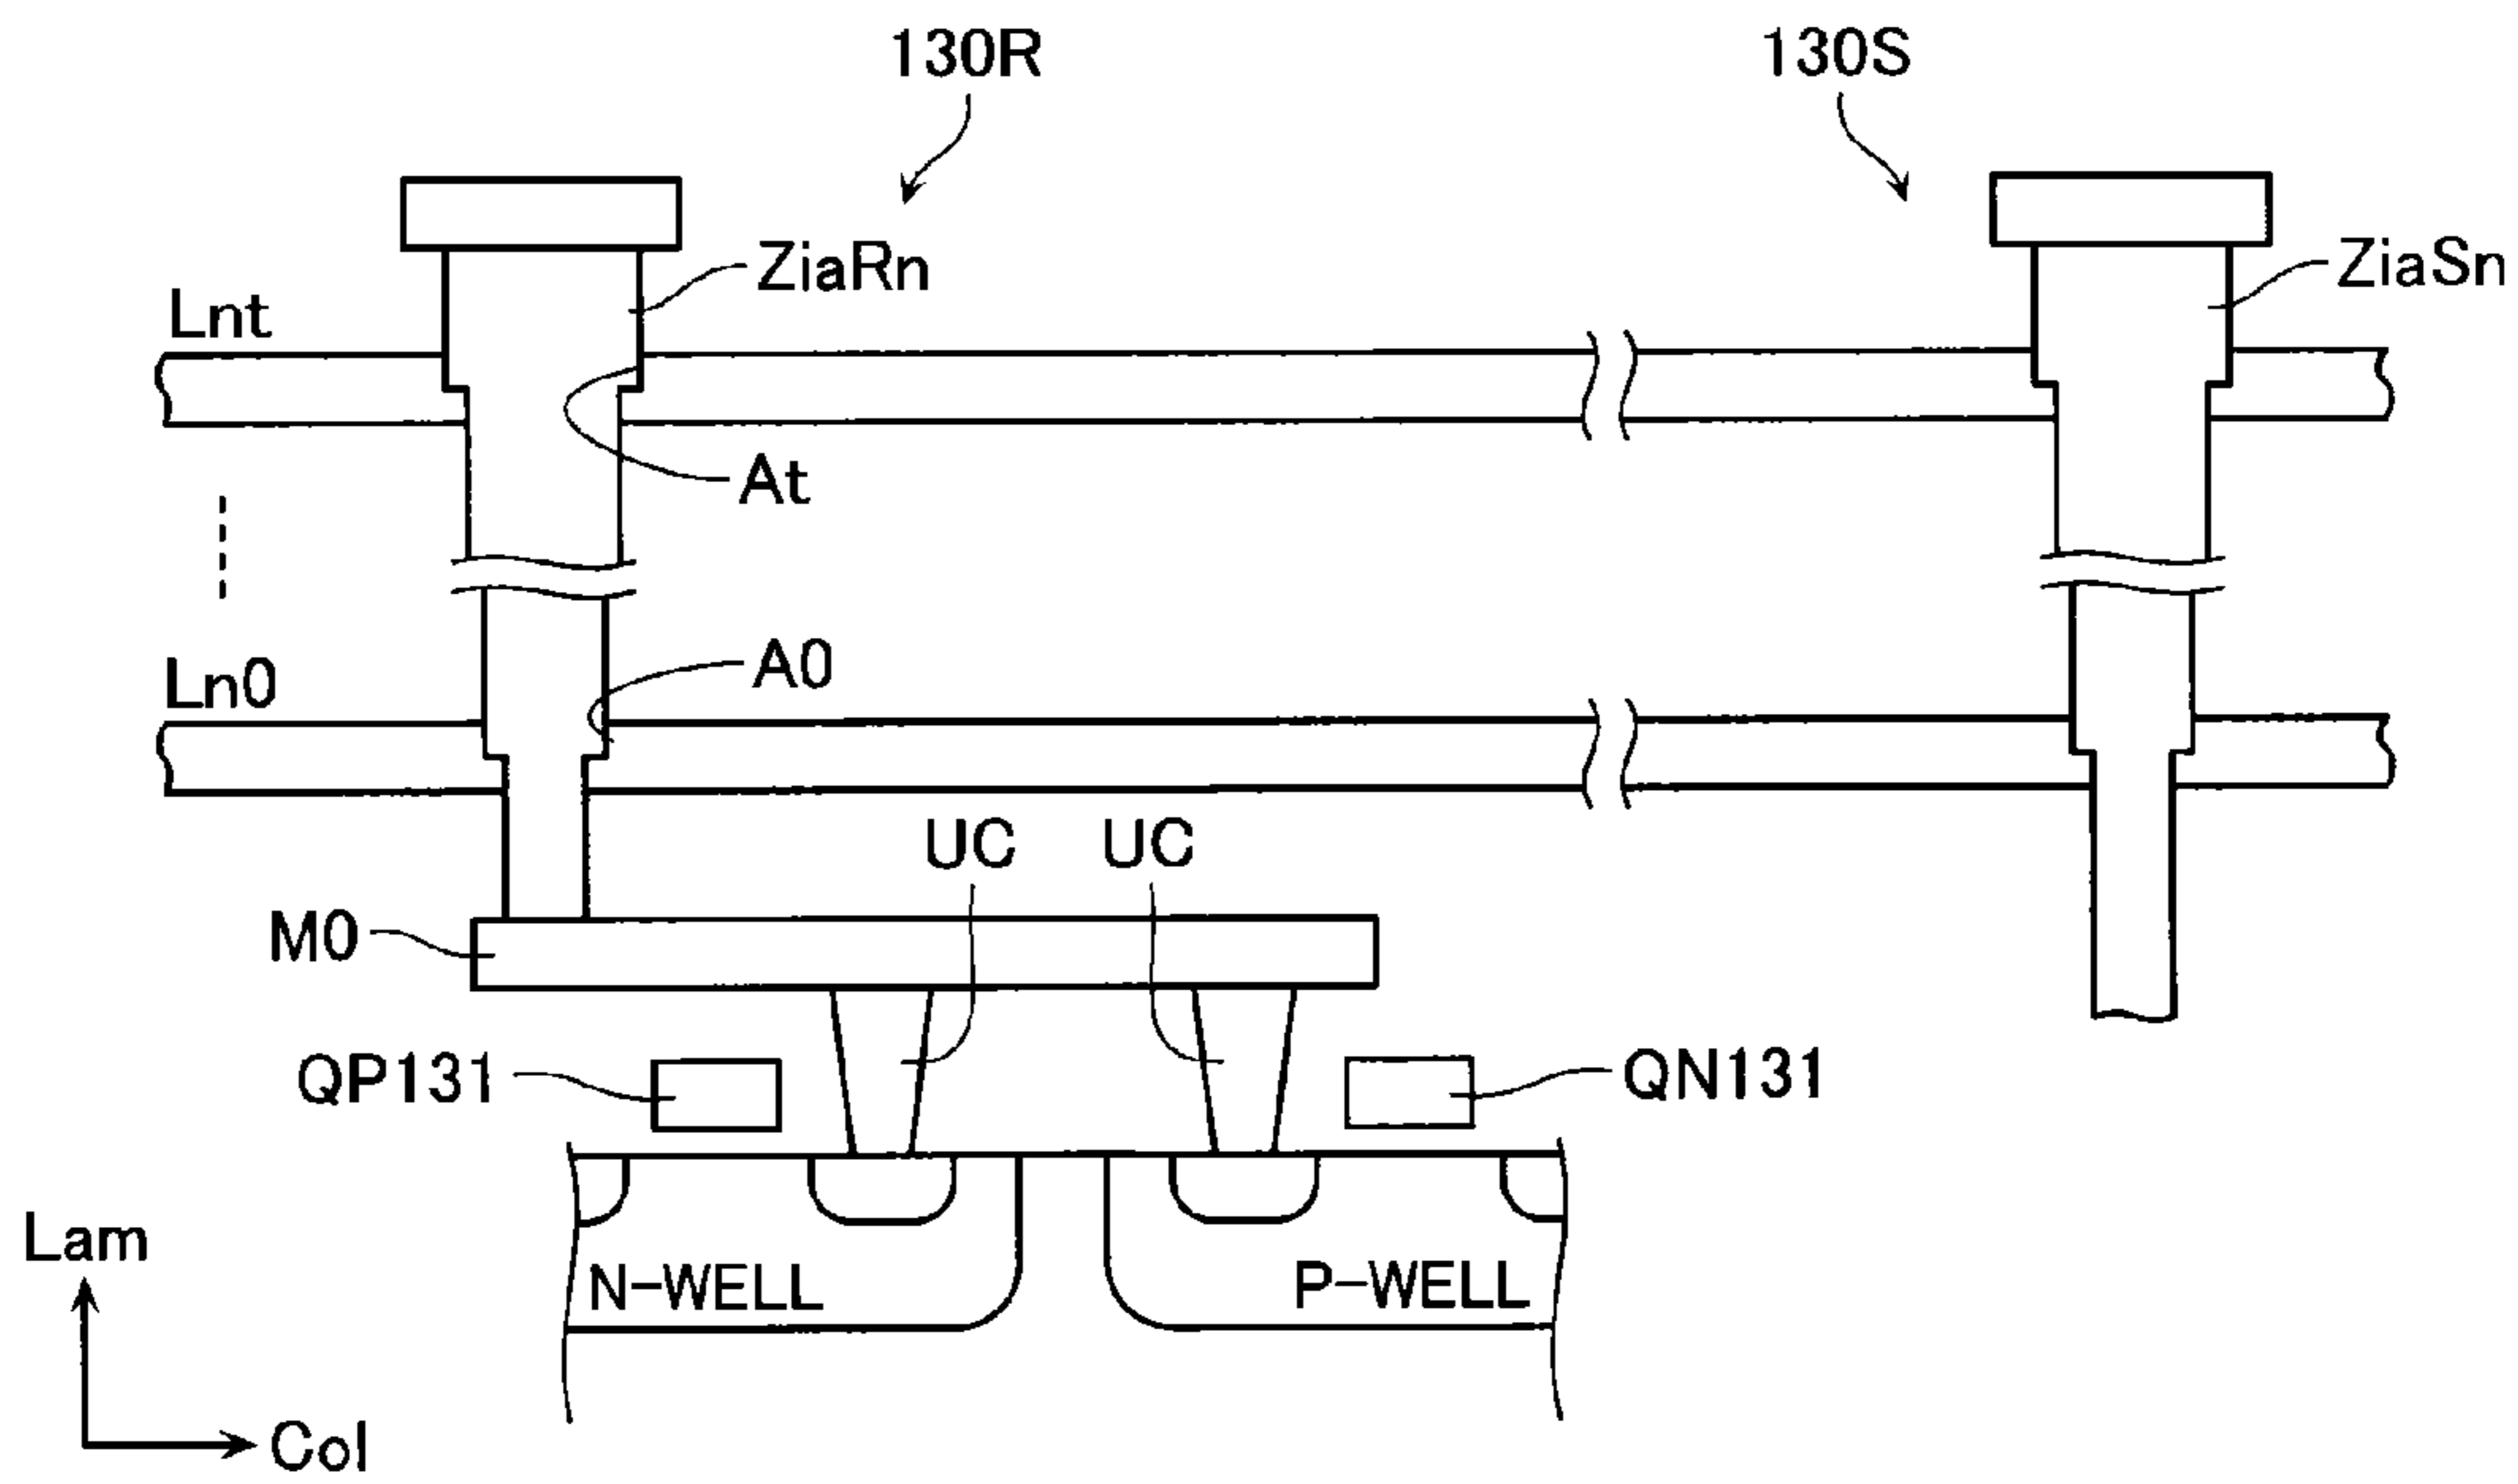 130R 130S
ZiaRn ZiaSn
Lnt
At
A0
Ln0
UC UC
M0
QP131 QN131
Lam
N-WELL P-WELL
Col